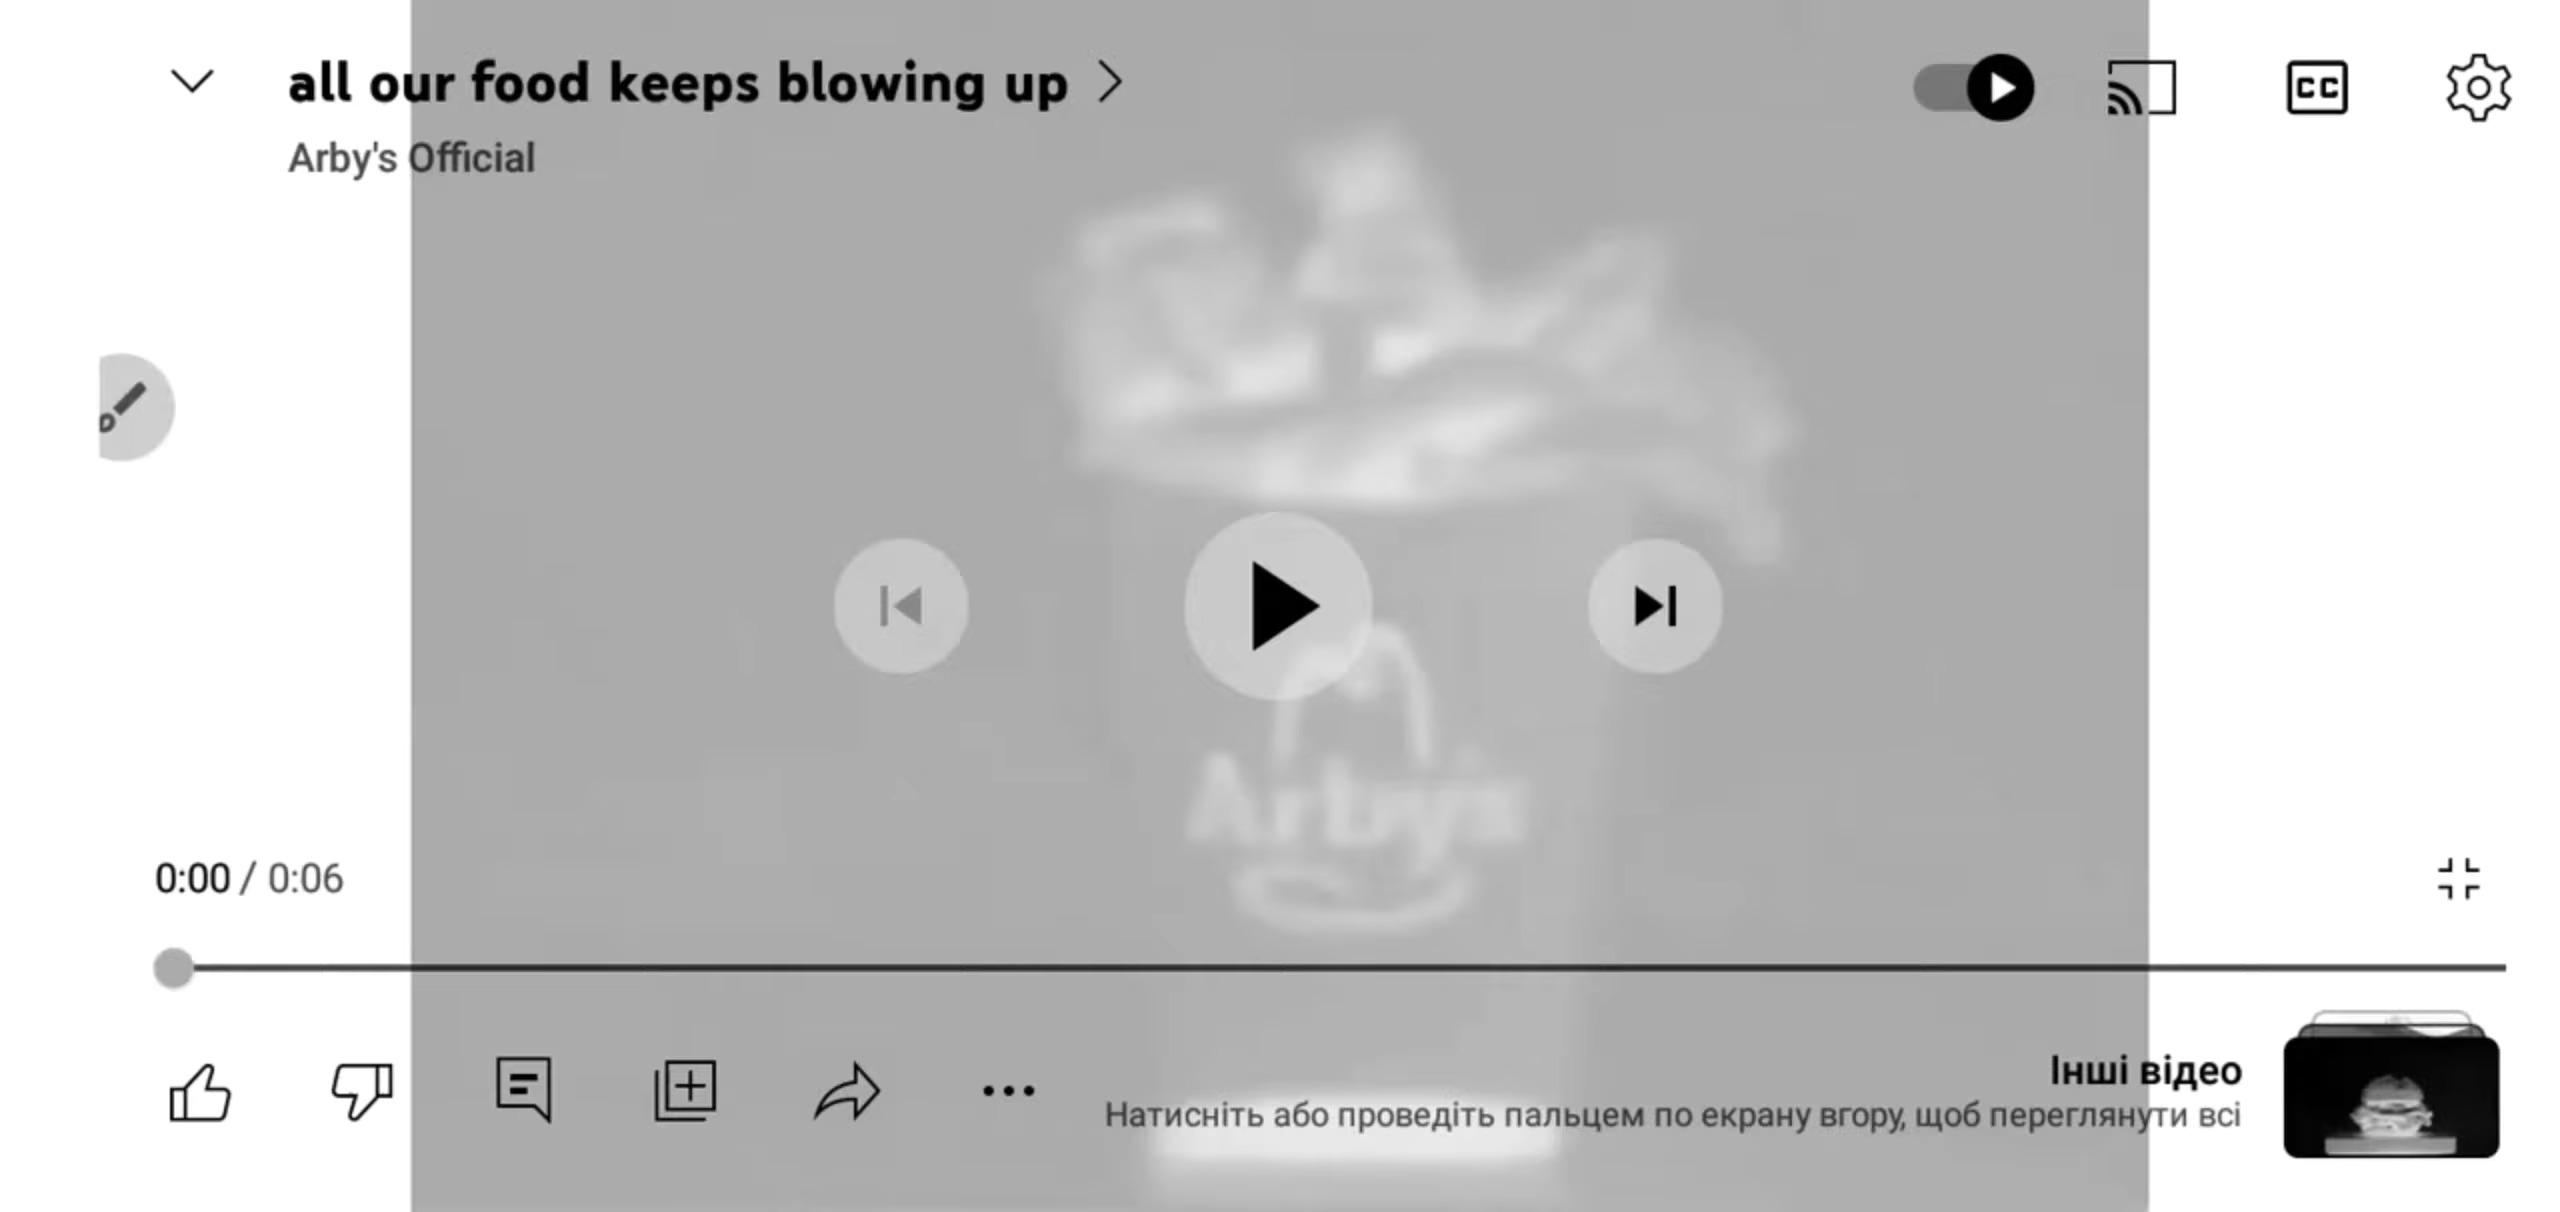 all our food keeps blowing up
CC
Arby's Official
Arby's
0:00 / 0:06
Інші відео
Натисніть або проведіть пальцем по екрану вгору, щоб переглянути всі